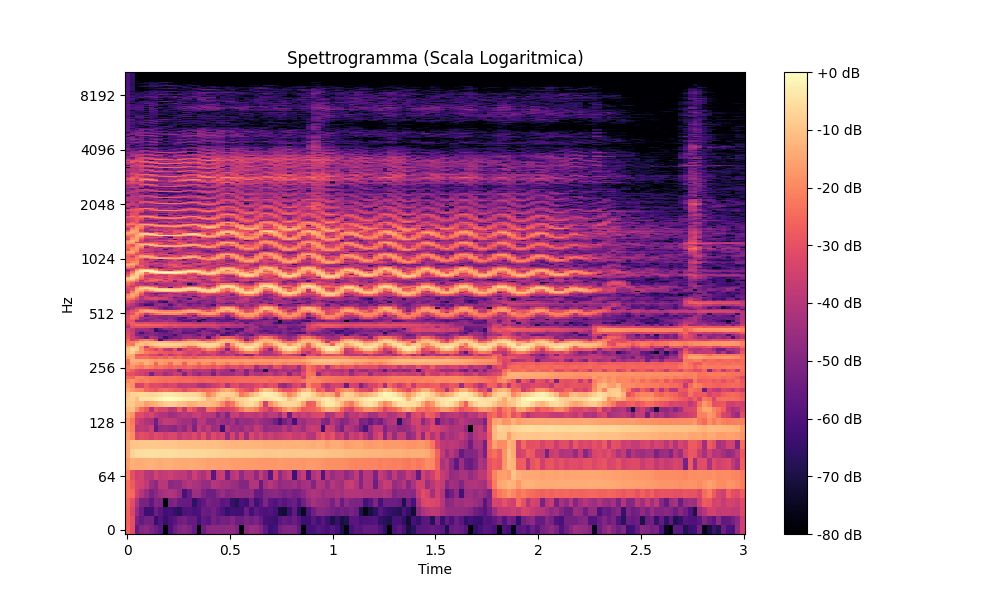 Spettrogramma (Scala Logaritmica)
Hz
8192
4096
2048
1024
512
256
128
64
0
0
0.5
1
1.5
2
2.5
3
Time
+0 dB
-10 dB
-20 dB
-30 dB
-40 dB
-50 dB
-60 dB
-70 dB
-80 dB